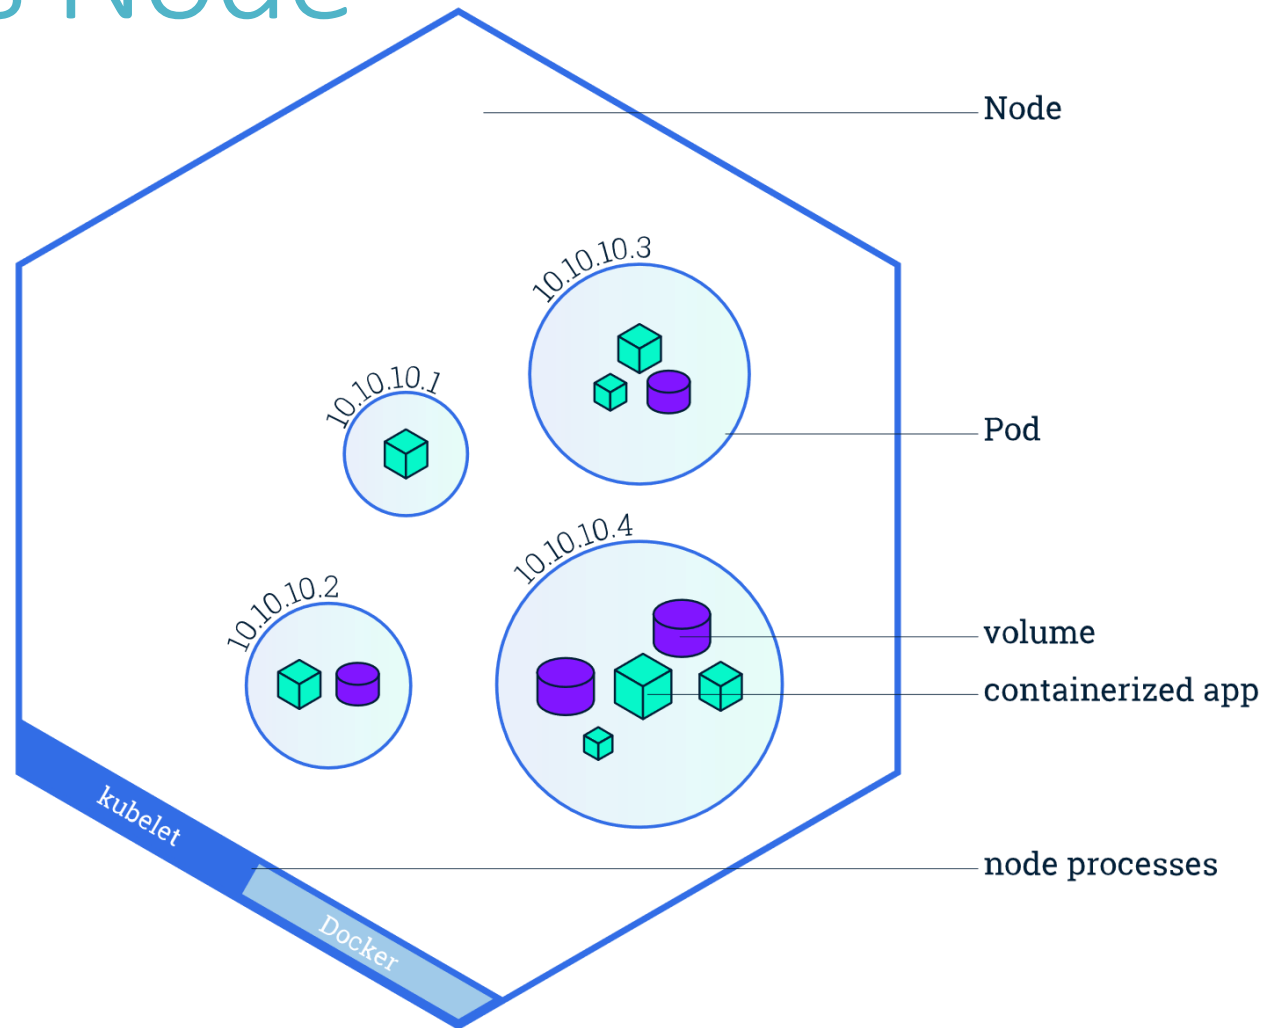 Node
Node
10.10.10.3
10.10.10.1
Pod
10.10.10.4
10.10.10.2
volume
containerized app
kubelet
node processes
Docker